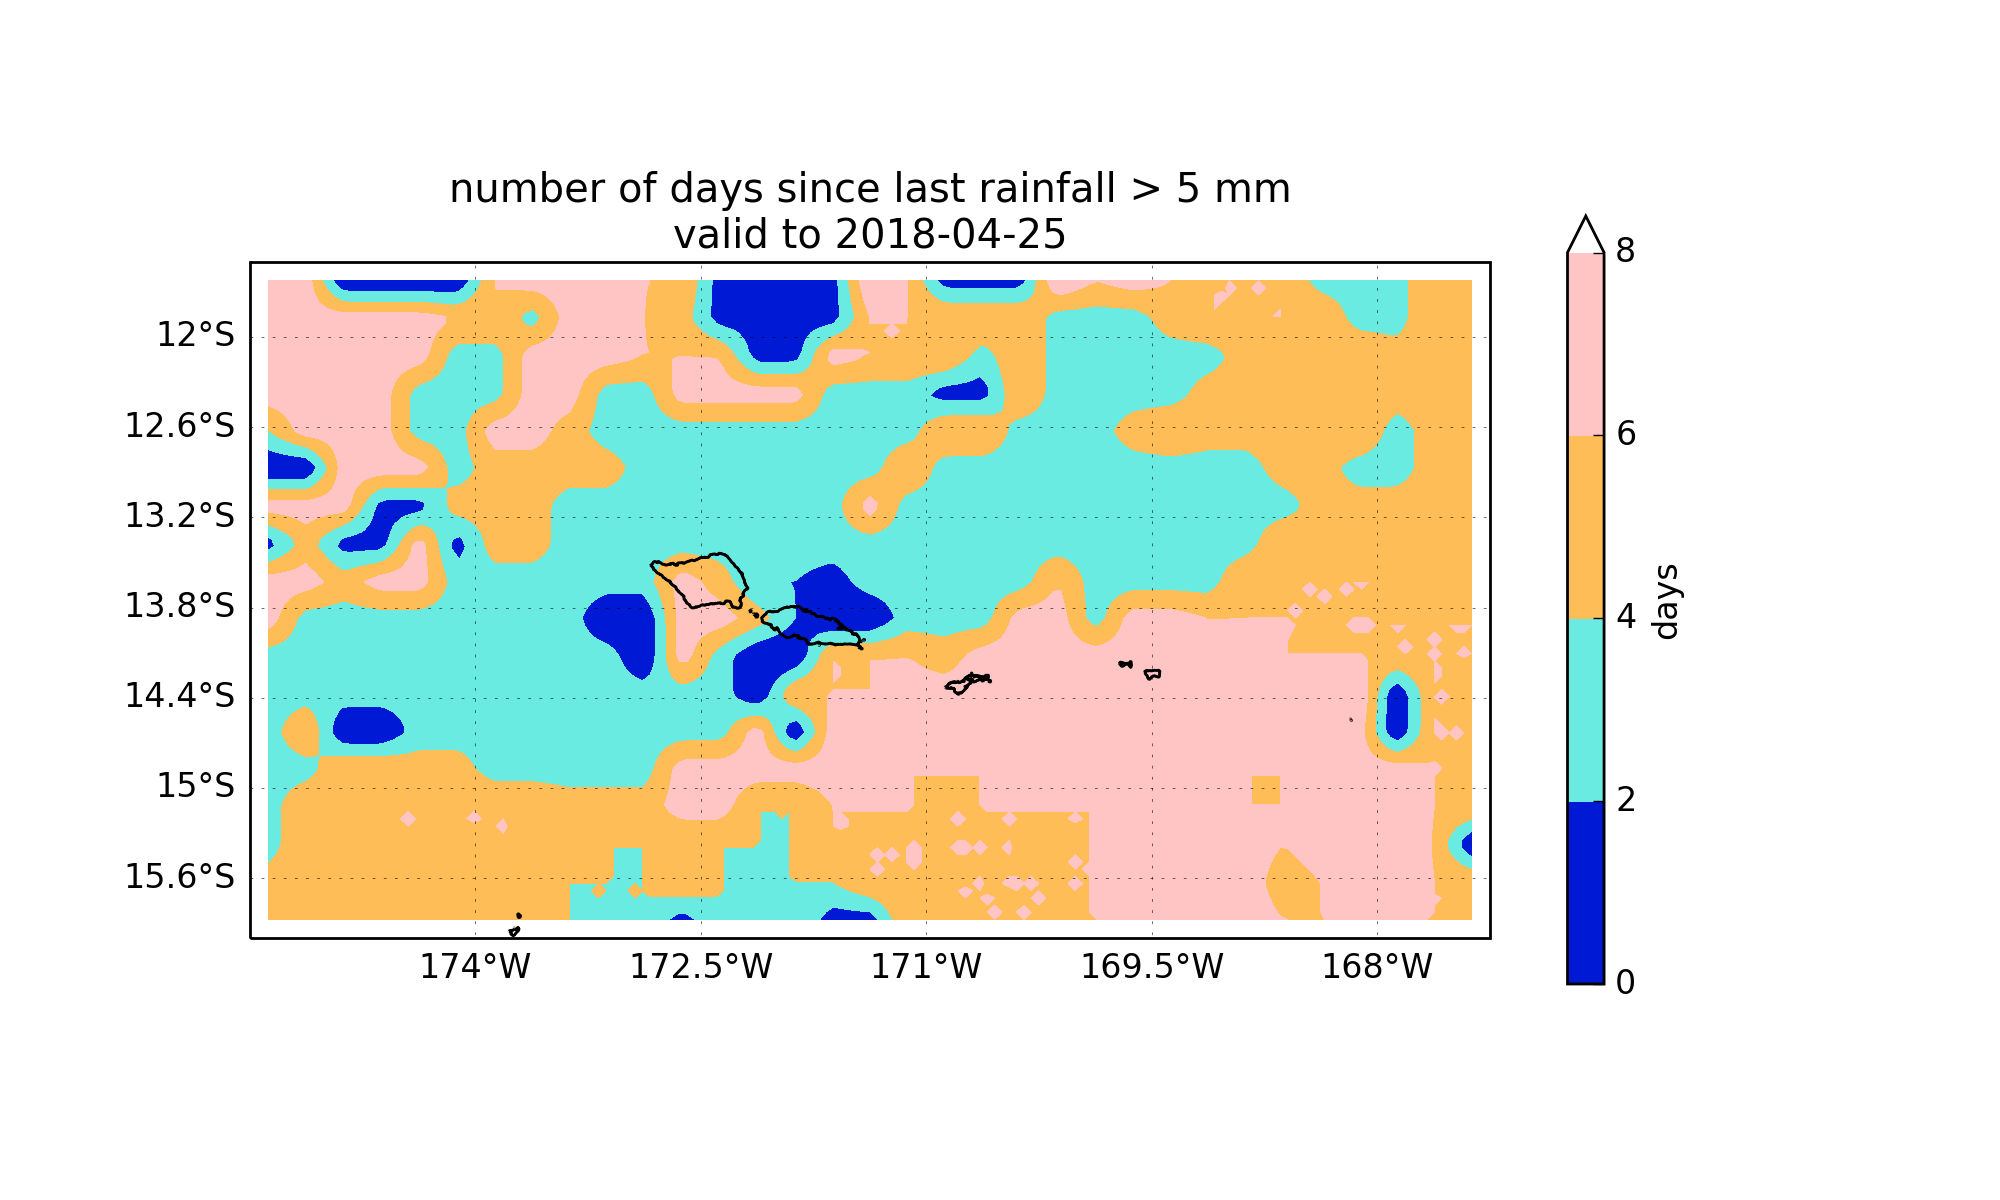 number of days since last rainfall > 5 mm
valid to 2018-04-25
12°S
12.6°S
13.2°S
13.8°S
14.4°S
15°S
15.6°S
174°W
172.5°W
171°W
169.5°W
168°W
8
6
4
2
0
days